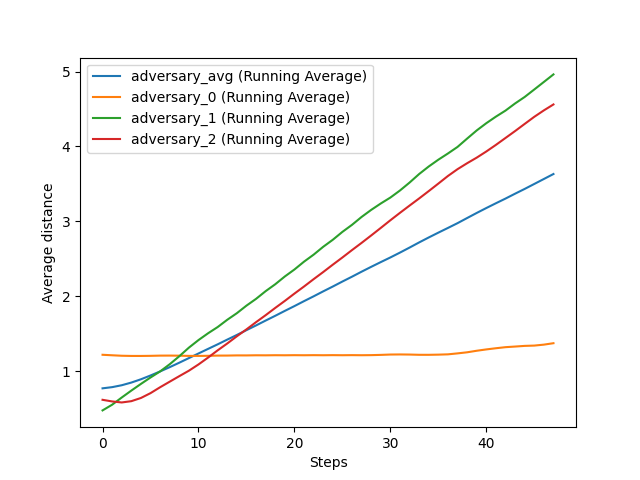 adversary_avg (Running Average)
adversary_0 (Running Average)
adversary_1 (Running Average)
adversary_2 (Running Average)
5
4
3
2
1
Average distance
0 10 20 30 40
Steps